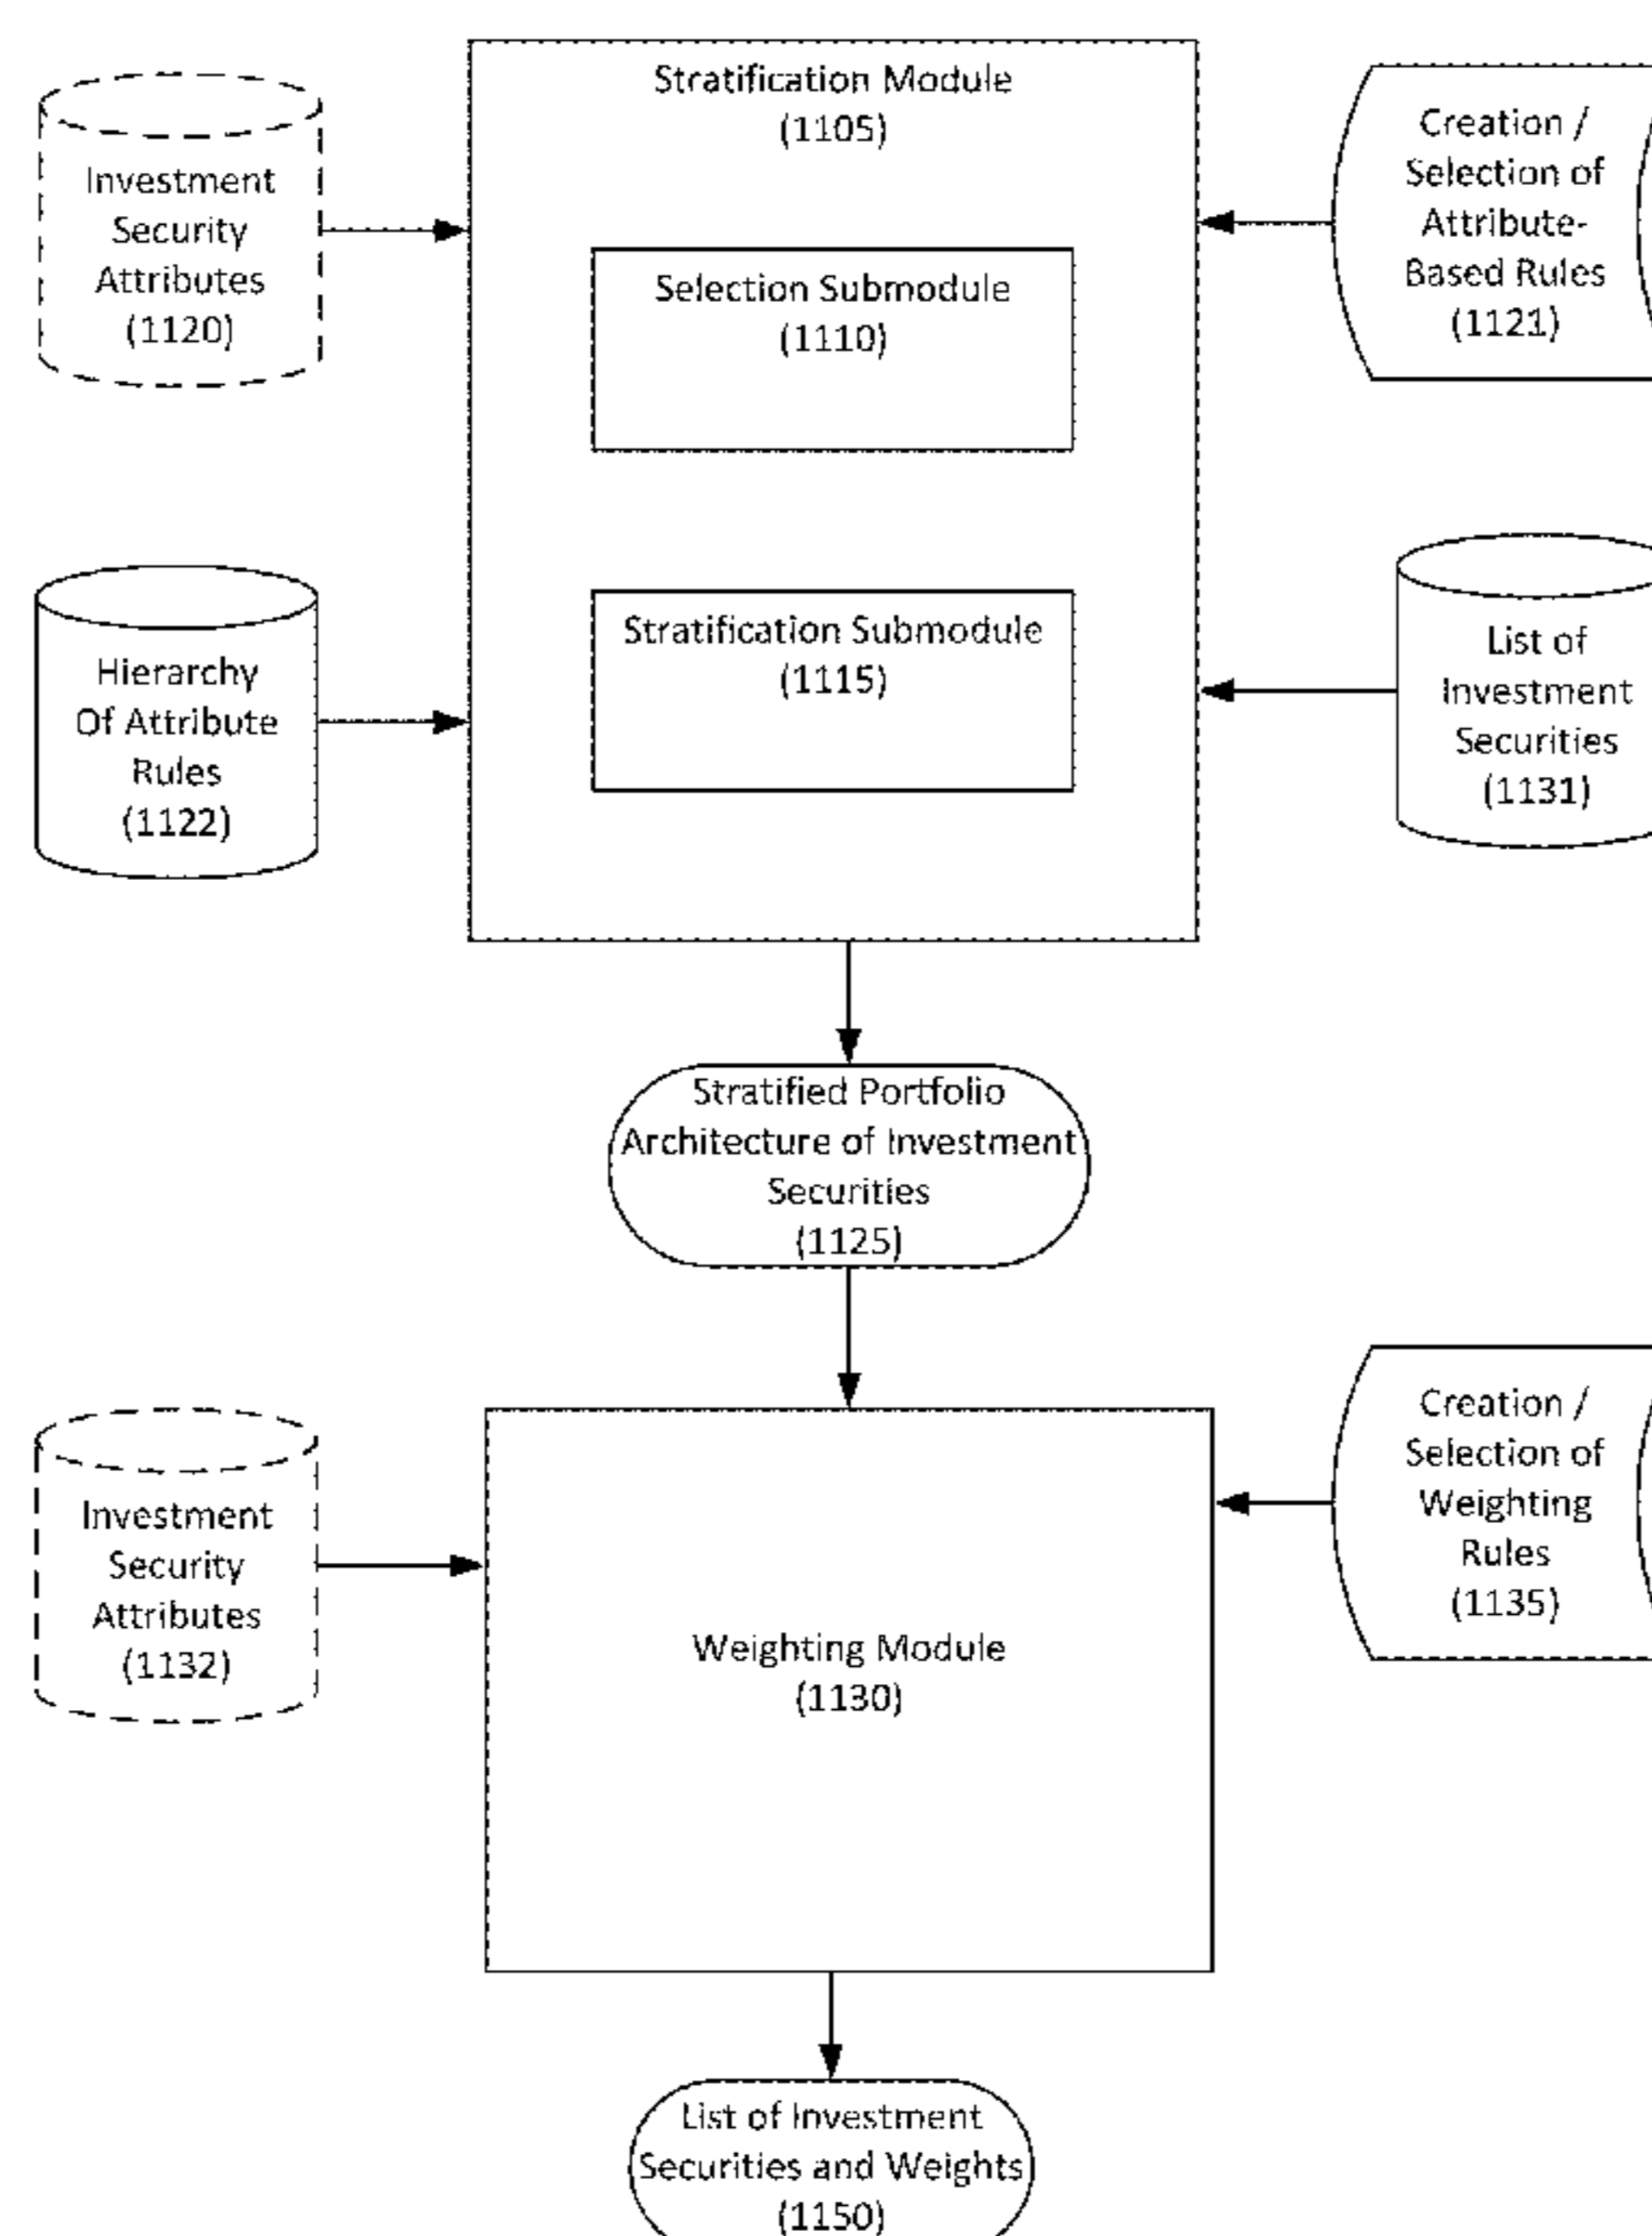 Stratification Module
(1105)
Investment
Security
Attributes
(1120)
Creation /
Selection of
Attribute-
Based Rules
(1121)
Selection Submodule
(1110)
Hierarchy
Of Attribute
Rules
(1122)
Stratification Submodule
(1115)
List of
Investment
Securities
(1131)
Stratified Portfolio
Architecture of Investment
Securities
(1125)
Investment
Security
Attributes
(1132)
Weighting Module
(1130)
Creation /
Selection of
Weighting
Rules
(1135)
List of Investment
Securities and Weights
(1150)